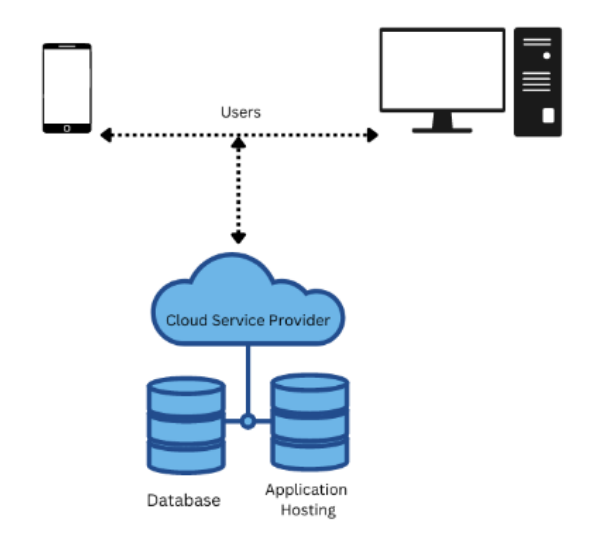 Users
Cloud Service Provider
Database
Application
Hosting